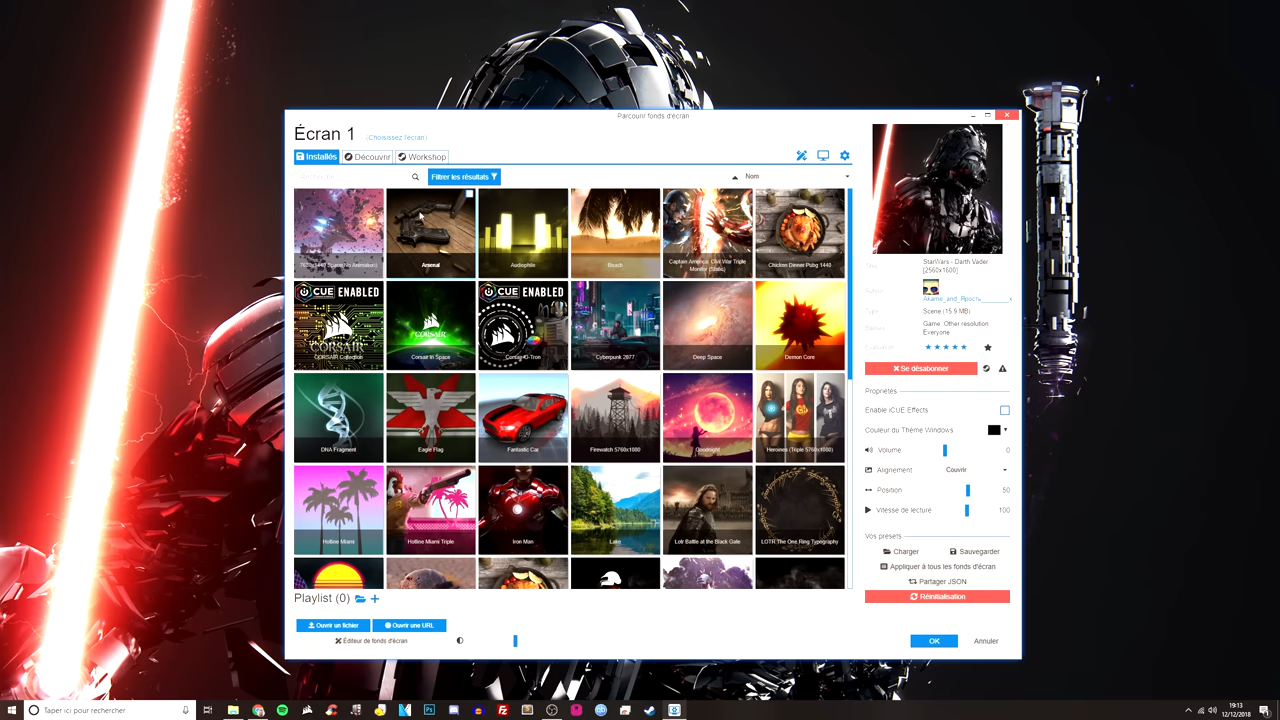 Parcourir fonds d'écran
Écran 1
(Choisissez l'écran)
Installés
Découvrir
Workshop
Filtrer les résultats
Nom
Arsenal
Audiophile
Beach
Captain America: Civil War Triple
Monitor (Static)
Chicken Dinner Pubg 1440
CUE ENABLED
CORSAIR
CORSAIR Collection
CORSAIR
Corsair in Space
CUE ENABLED
Corsair-O-Tron
Cyberpunk 2077
Deep Space
Demon Core
DNA Fragment
Eagle Flag
Fantastic Car
Firewatch 5760x1080
Goodnight
Heroines (Triple 5760x1080)
Hotline Miami
Hotline Miami Triple
Iron Man
Lake
Lotr Battle at the Black Gate
LOTR The One Ring Typography
Playlist (0)
Ouvrir un fichier
Ouvrir une URL
Éditeur de fonds d'écran
StarWars - Darth Vader
[2560x1600]
Type
Scene (15.9 MB)
Game, Other resolution,
Everyone
Se désabonner
Propriétés
Enable iCUE Effects
Couleur du Thème Windows
Volume
0
Alignement
Couvrir
Position
50
Vitesse de lecture
100
Vos presets
Charger
Sauvegarder
Appliquer à tous les fonds d'écran
Partager JSON
Réinitialisation
OK
Annuler
Taper ici pour rechercher
19:13
12/12/2018